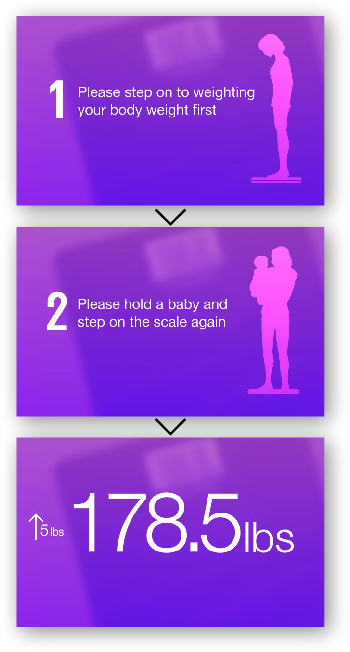 1 Please step on to weighting
your body weight first
2 Please hold a baby and
step on the scale again
↑5 lbs 178.5lbs